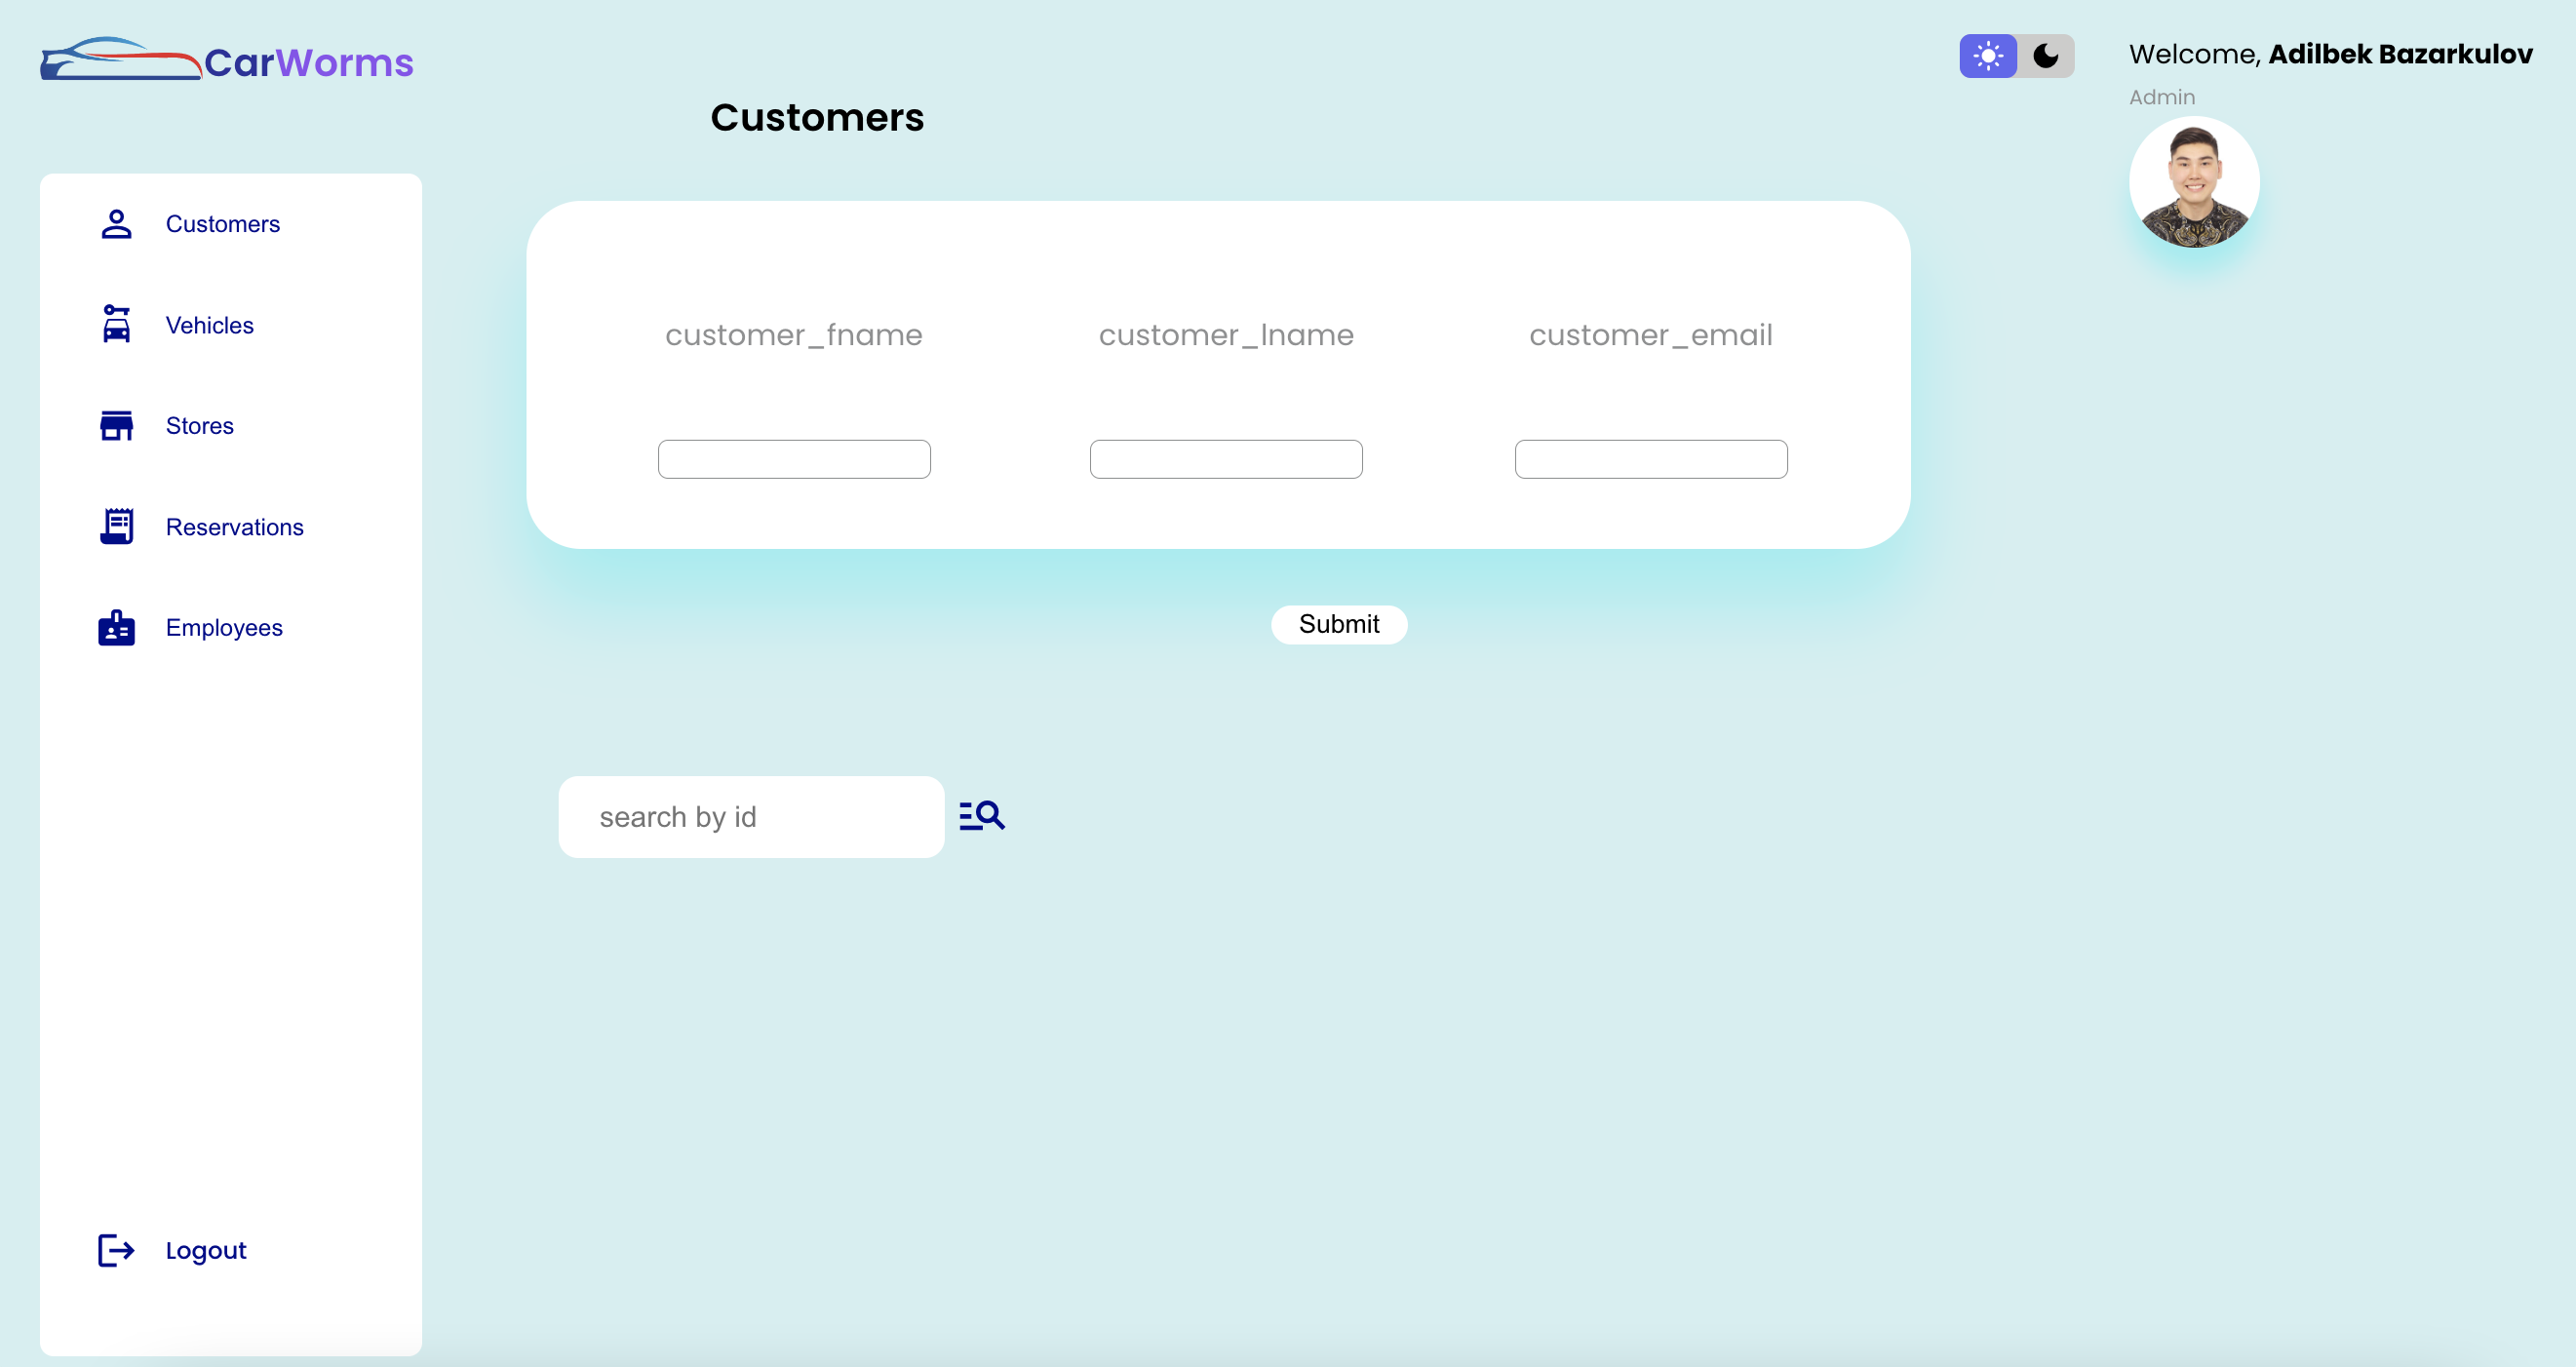 CarWorms
Welcome, Adilbek Bazarkulov
Admin
Customers
Customers
Vehicles
Stores
Reservations
Employees
Logout
customer_fname customer_lname customer_email
Submit
search by id